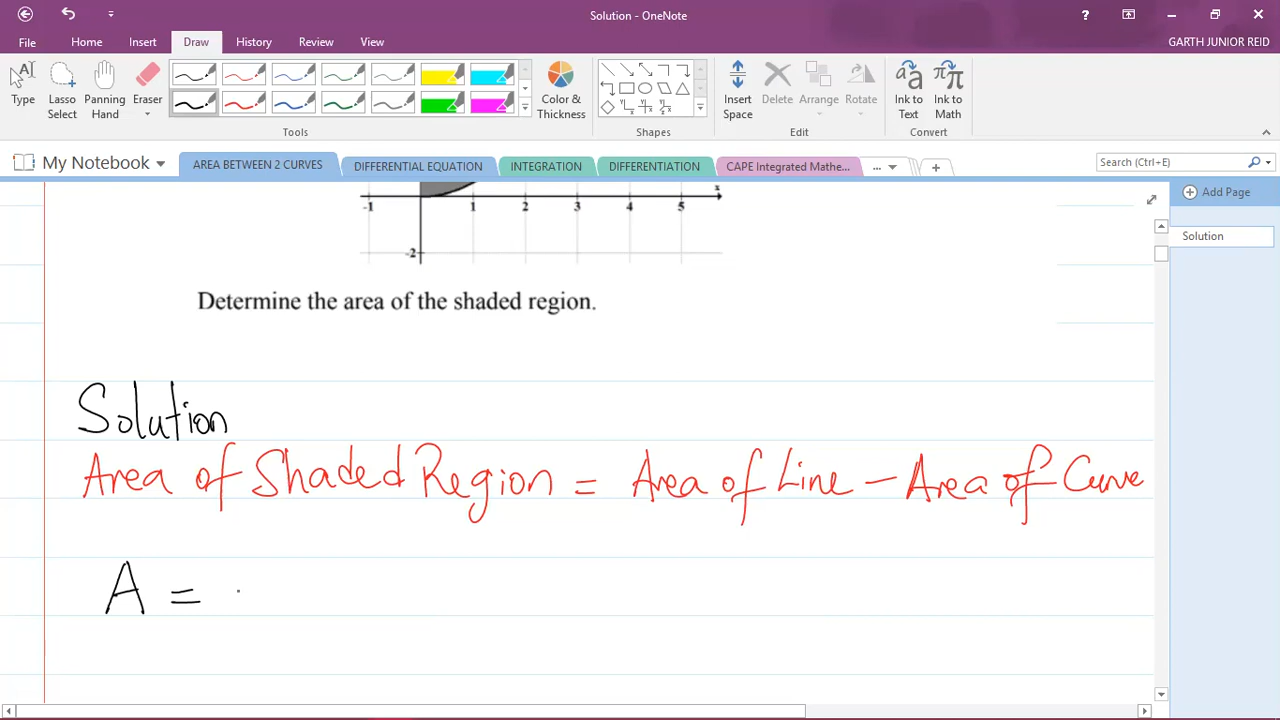 Solution - OneNote
?
File Home Insert Draw History Review View GARTH JUNIOR REID
Type Lasso Select Panning Hand Eraser Color & Thickness Insert Space Delete Arrange Rotate Ink to Text Ink to Math
Tools Shapes Edit Convert
My Notebook AREA BETWEEN 2 CURVES DIFFERENTIAL EQUATION INTEGRATION DIFFERENTIATION CAPE Integrated Mathe... ... + Search (Ctrl+E)
Add Page
Solution
x
-1 1 2 3 4 5
-2
Determine the area of the shaded region.
Solution
Area of Shaded Region = Area of Line - Area of Curve
A =